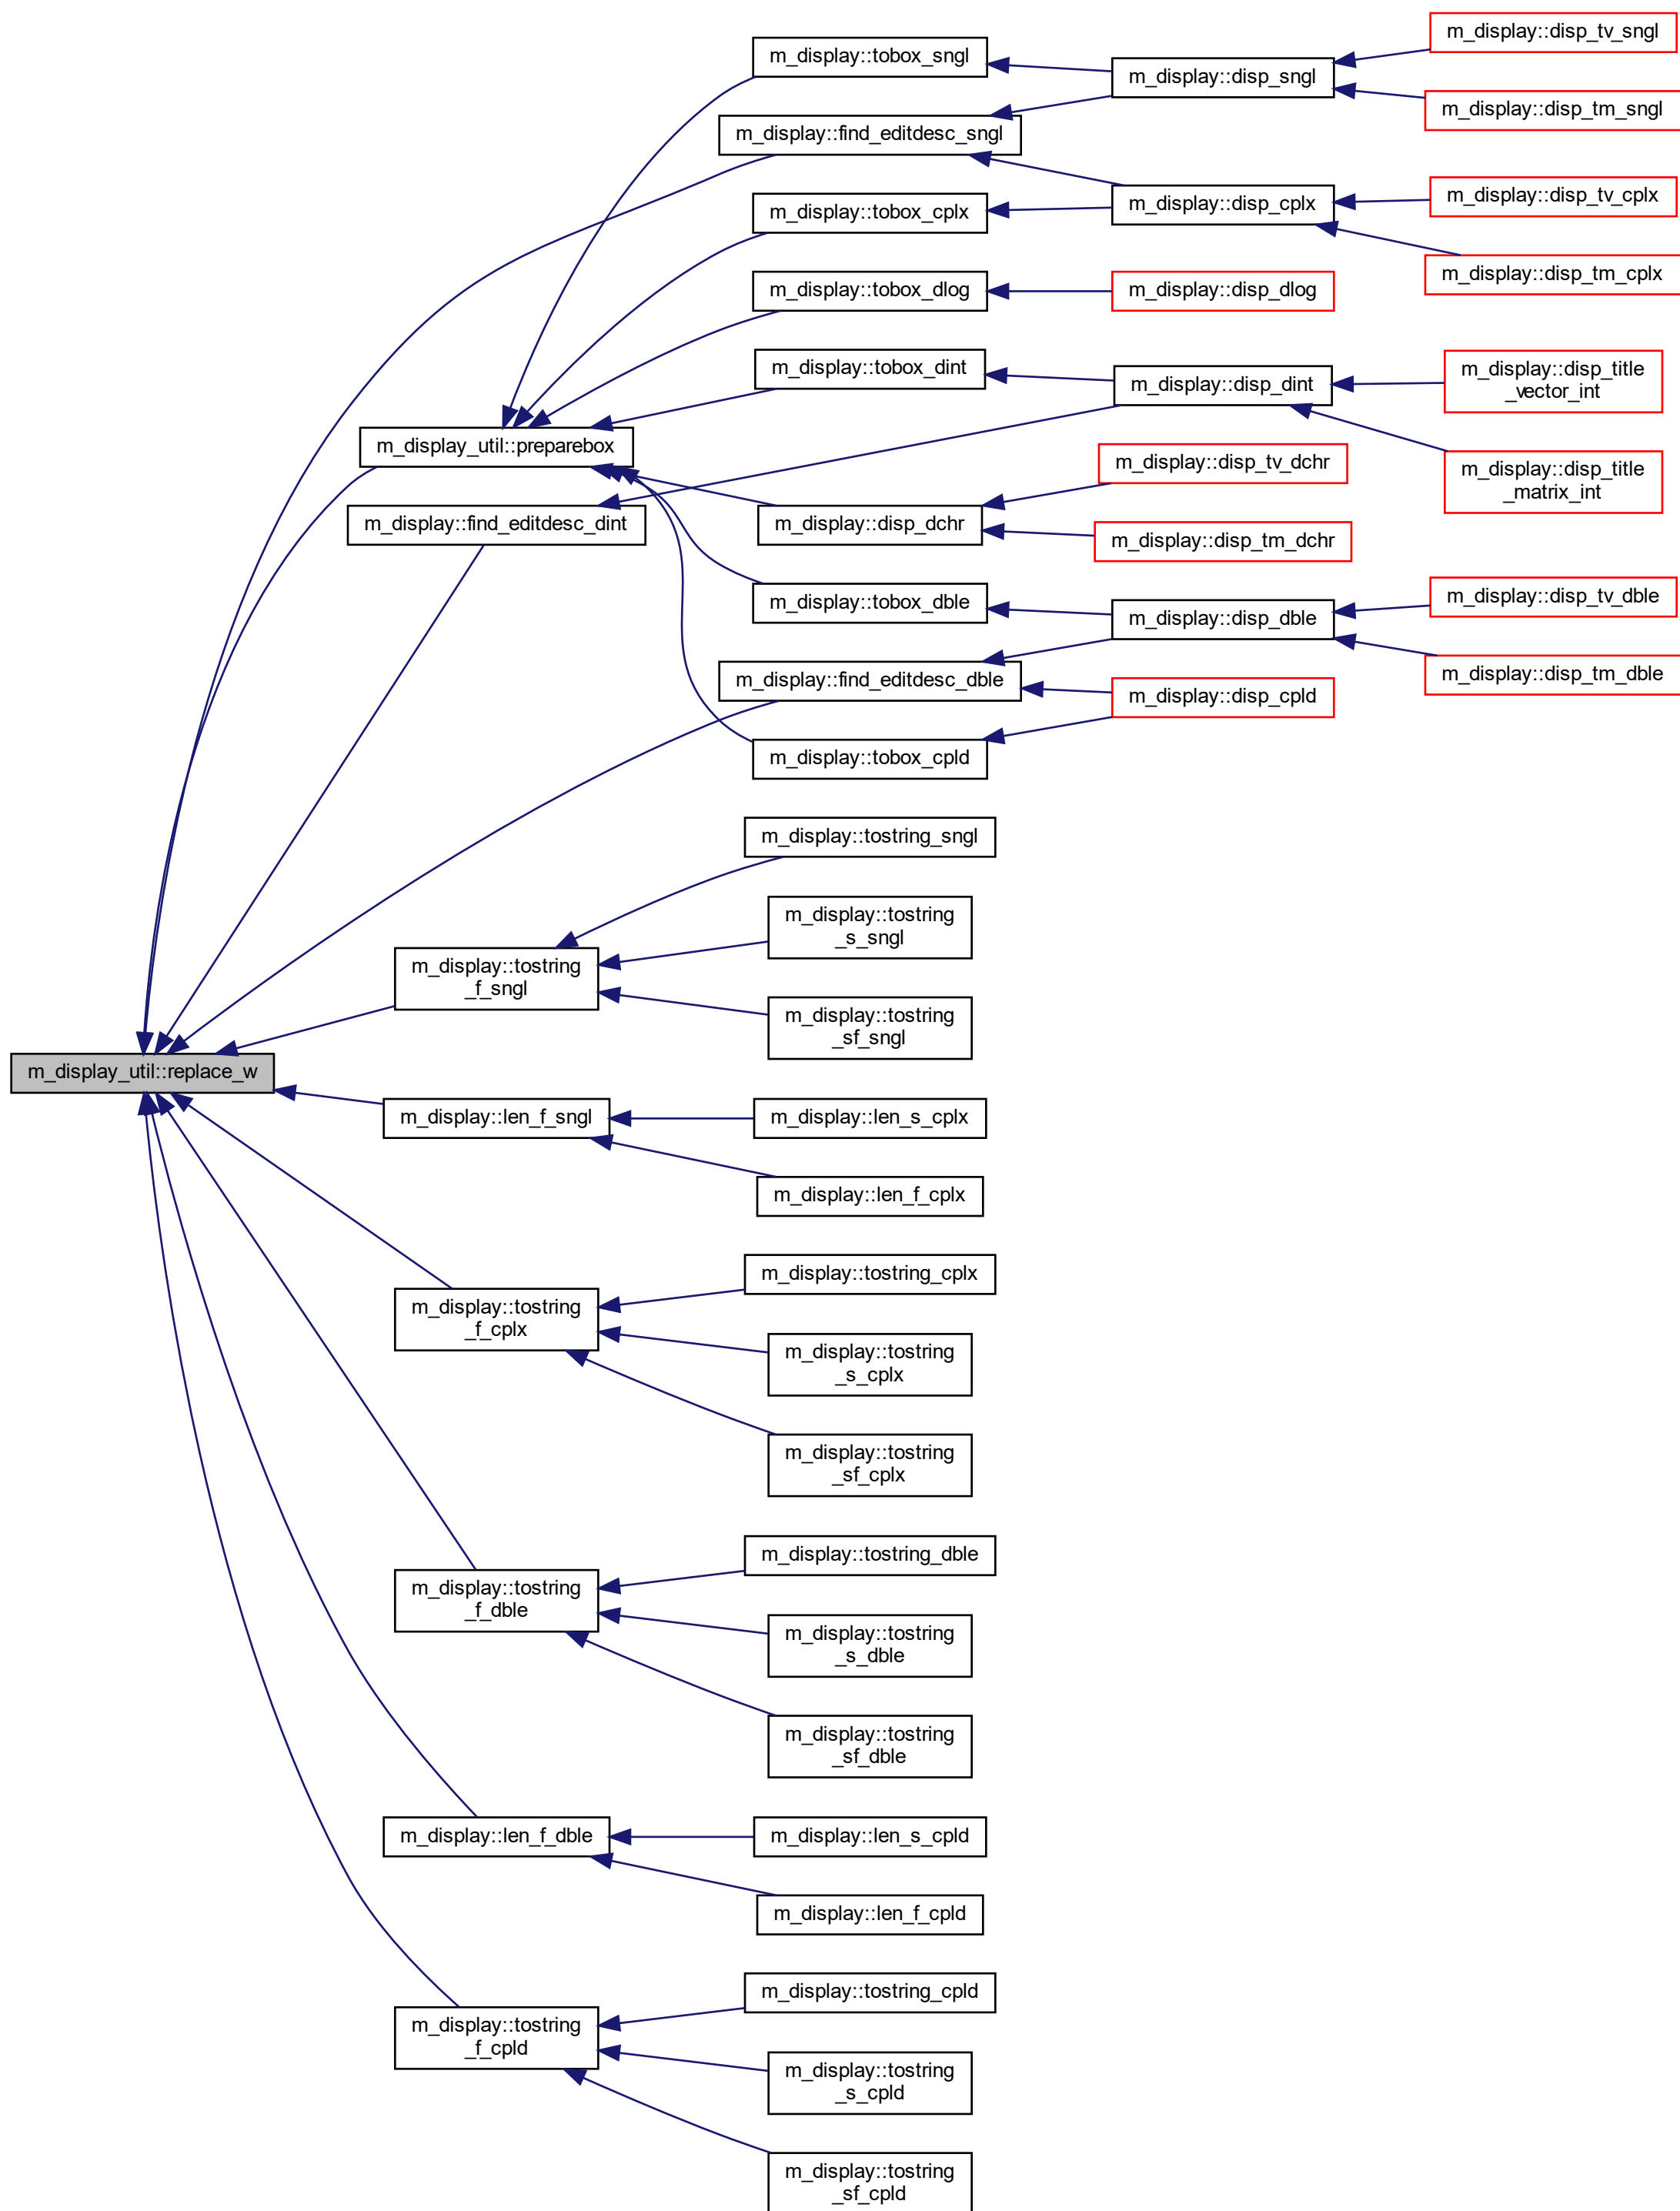 m_display::disp_tv_sngl
m_display::tobox_sngl
m_display::disp_sngl
m_display::disp_tm_sngl
m_display::find_editdesc_sngl
m_display::disp_tv_cplx
m_display::disp_cplx
m_display::tobox_cplx
m_display::disp_tm_cplx
m_display::tobox_dlog
m_display::disp_dlog
m_display::tobox_dint
m_display::disp_dint
m_display::disp_title
_vector_int
m_display_util::preparebox
m_display::disp_tv_dchr
m_display::disp_title
_matrix_int
m_display::find_editdesc_dint
m_display::disp_dchr
m_display::disp_tm_dchr
m_display::tobox_dble
m_display::disp_dble
m_display::disp_tv_dble
m_display::find_editdesc_dble
m_display::disp_cpld
m_display::disp_tm_dble
m_display::tobox_cpld
m_display::tostring_sngl
m_display::tostring
_s_sngl
m_display::tostring
_f_sngl
m_display::tostring
_sf_sngl
m_display_util::replace_w
m_display::len_f_sngl
m_display::len_s_cplx
m_display::len_f_cplx
m_display::tostring_cplx
m_display::tostring
_f_cplx
m_display::tostring
_s_cplx
m_display::tostring
_sf_cplx
m_display::tostring_dble
m_display::tostring
_f_dble
m_display::tostring
_s_dble
m_display::tostring
_sf_dble
m_display::len_f_dble
m_display::len_s_cpld
m_display::len_f_cpld
m_display::tostring_cpld
m_display::tostring
_f_cpld
m_display::tostring
_s_cpld
m_display::tostring
_sf_cpld